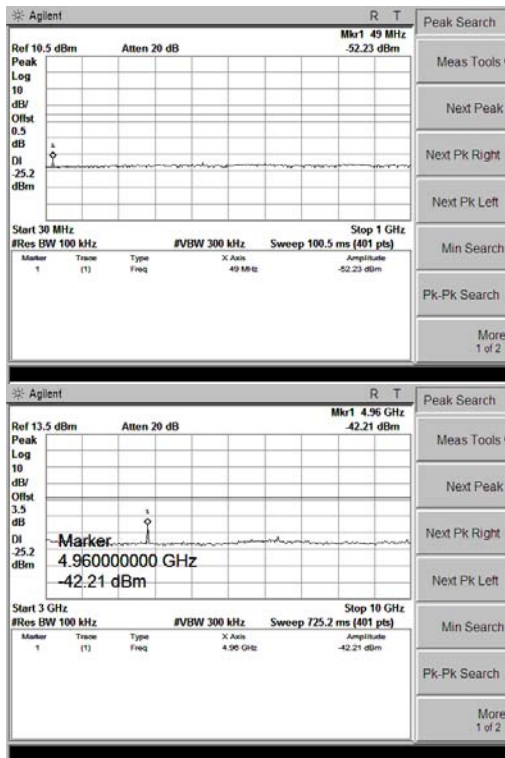 Agilent R T
Peak Search
Mkr1 49 MHz
Ref 10.5 dBm Atten 20 dB -52.23 dBm
Peak
Log
10
dB/
Offst
0.5
dB
DI
-25.2
dBm
1
Start 30 MHz Stop 1 GHz
#Res BW 100 kHz #VBW 300 kHz Sweep 100.5 ms (401 pts)
Marker Trace Type X Axis Amplitude
1 (1) Freq 49 MHz -52.23 dBm
Meas Tools
Next Peak
Next Pk Right
Next Pk Left
Min Search
Pk-Pk Search
More
1 of 2
Agilent R T
Peak Search
Mkr1 4.96 GHz
Ref 13.5 dBm Atten 20 dB -42.21 dBm
Peak
Log
10
dB/
Offst
3.5
dB
DI
-25.2
dBm
1
Marker
4.960000000 GHz
-42.21 dBm
Start 3 GHz Stop 10 GHz
#Res BW 100 kHz #VBW 300 kHz Sweep 725.2 ms (401 pts)
Marker Trace Type X Axis Amplitude
1 (1) Freq 4.96 GHz -42.21 dBm
Meas Tools
Next Peak
Next Pk Right
Next Pk Left
Min Search
Pk-Pk Search
More
1 of 2